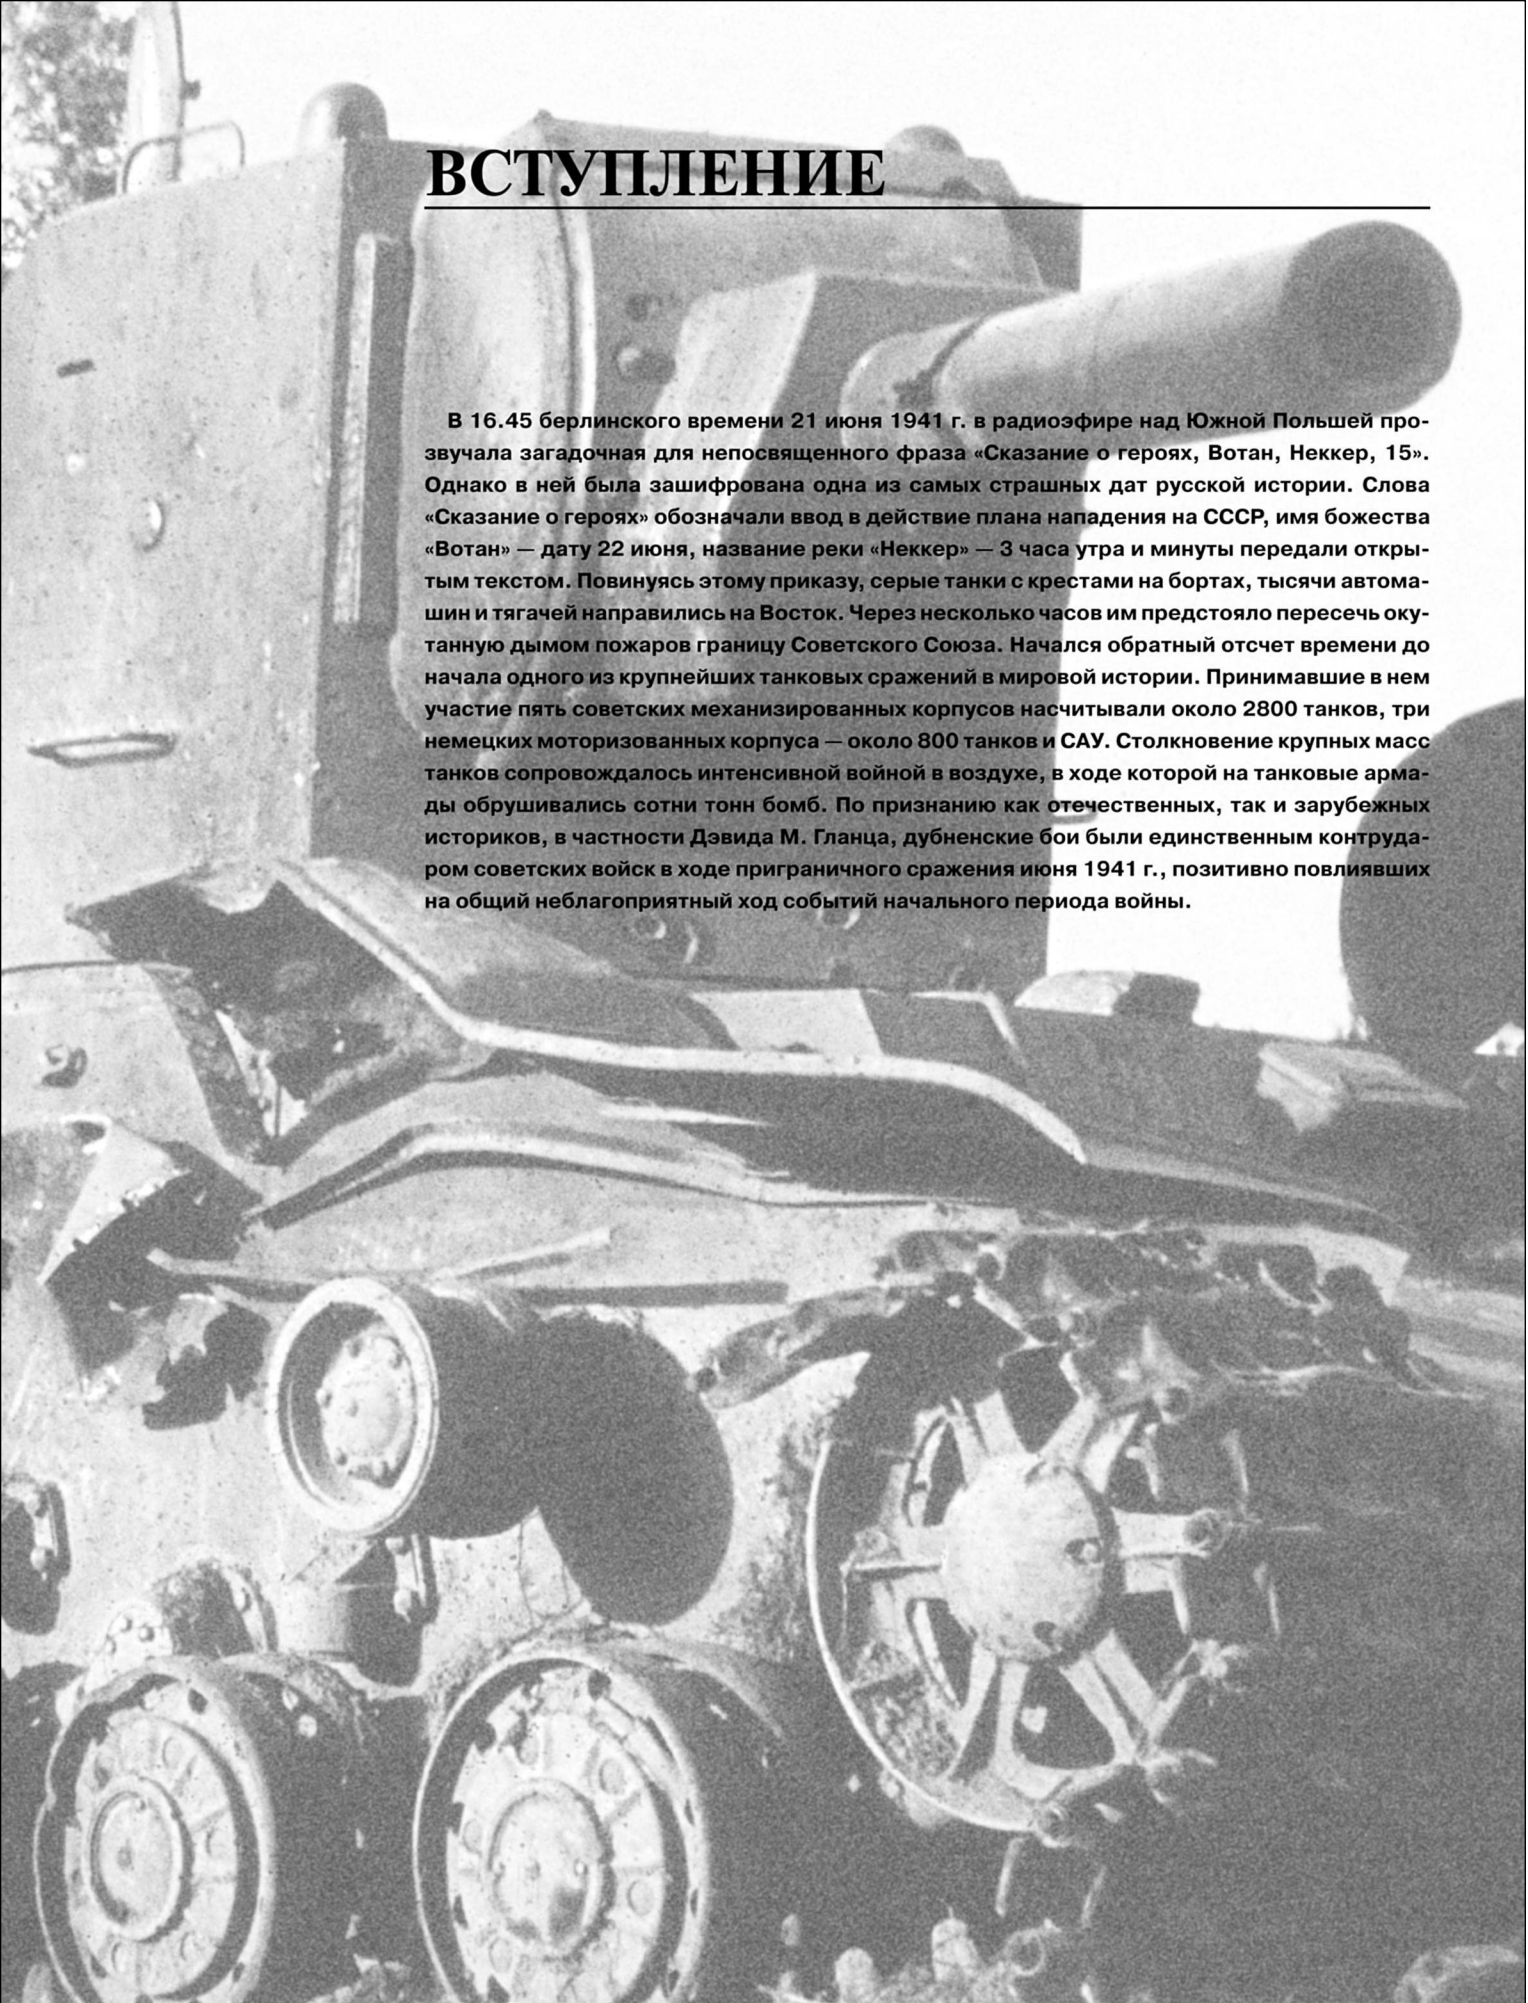 ВСТУПЛЕНИЕ
В 16.45 берлинского времени 21 июня 1941 г. в радиоэфире над Южной Польшей про-
звучала загадочная для непосвященного фраза «Сказание о героях, Вотан, Неккер, 15».
Однако в ней была зашифрована одна из самых страшных дат русской истории. Слова
«Сказание о героях» обозначали ввод в действие плана нападения на СССР, имя божества
«Вотан» — дату 22 июня, название реки «Неккер» — 3 часа утра и минуты передали откры-
тым текстом. Повинуясь этому приказу, серые танки с крестами на бортах, тысячи автома-
шин и тягачей направились на Восток. Через несколько часов им предстояло пересечь оку-
танную дымом пожаров границу Советского Союза. Начался обратный отсчет времени до
начала одного из крупнейших танковых сражений в мировой истории. Принимавшие в нем
участие пять советских механизированных корпусов насчитывали около 2800 танков, три
немецких моторизованных корпуса — около 800 танков и САУ. Столкновение крупных масс
танков сопровождалось интенсивной войной в воздухе, в ходе которой на танковые арма-
ды обрушивались сотни тонн бомб. По признанию как отечественных, так и зарубежных
историков, в частности Дэвида М. Гланца, дубненские бои были единственным контруда-
ром советских войск в ходе приграничного сражения июня 1941 г., позитивно повлиявших
на общий неблагоприятный ход событий начального периода войны.